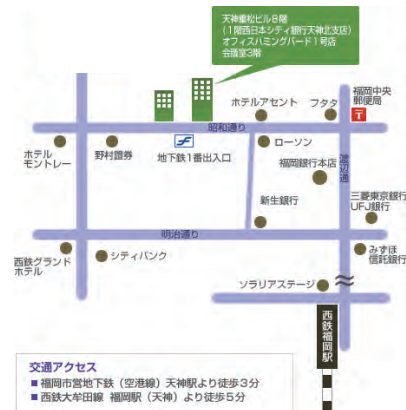 天神重松ビル8階
(1階西日本シティ銀行天神北支店)
オフィスハミングバード1号店
会議室3階
福岡中央
郵便局
ホテルアセント
フタタ
昭和通り
ホテル
モントレー
野村證券
地下鉄1番出入口
ローソン
福岡銀行本店
渡辺通
新生銀行
三菱東京銀行
UFJ銀行
明治通り
西鉄グランド
ホテル
シティバンク
みずほ
信託銀行
ソラリアステージ
西鉄福岡駅
交通アクセス
■ 福岡市営地下鉄(空港線)天神駅より徒歩3分
■ 西鉄大牟田線 福岡駅(天神)より徒歩5分